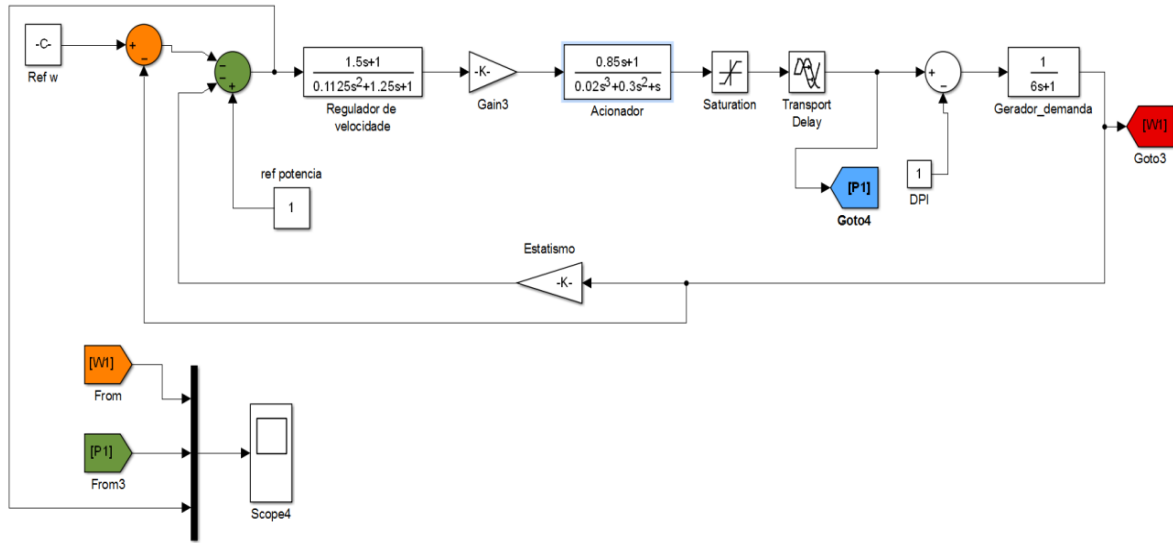 -C-
Ref w
+
−
−
−
+
1.5s+1
0.1125s²+1.25s+1
Regulador de
velocidade
-K-
Gain3
0.85s+1
0.02s³+0.3s²+s
Acionador
Saturation
Transport
Delay
+
−
1
6s+1
Gerador_demanda
[W1]
Goto3
ref potencia
1
[P1]
Goto4
1
DPI
Estatismo
-K-
[W1]
From
[P1]
From3
Scope4